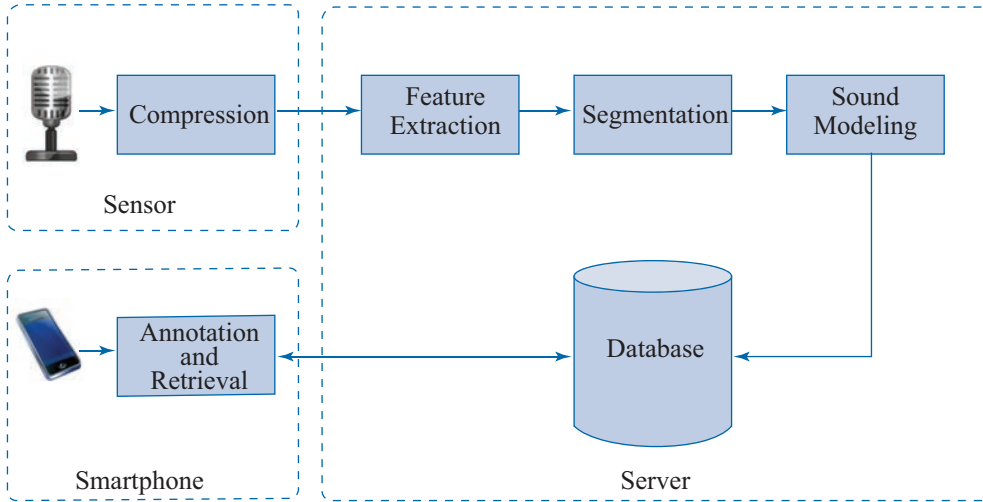 Compression
Feature
Extraction
Segmentation
Sound
Modeling
Sensor
Annotation
and
Retrieval
Database
Smartphone
Server